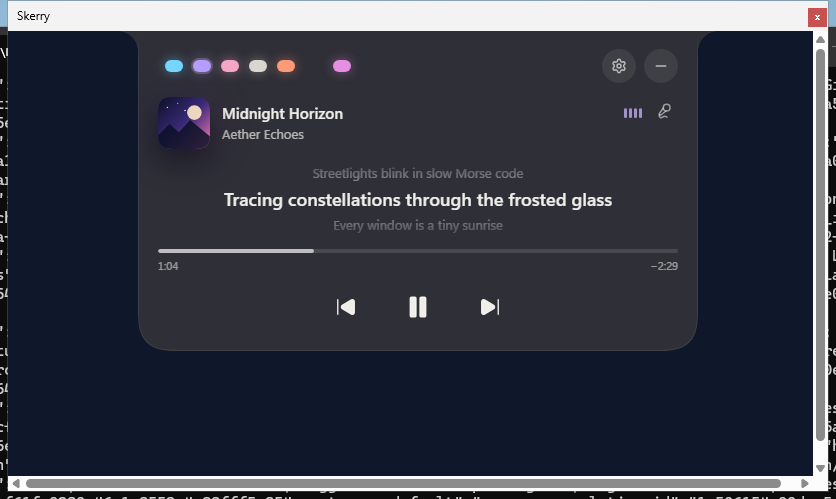 Skerry
x
Midnight Horizon
Aether Echoes
Streetlights blink in slow Morse code
Tracing constellations through the frosted glass
Every window is a tiny sunrise
1:04
−2:29